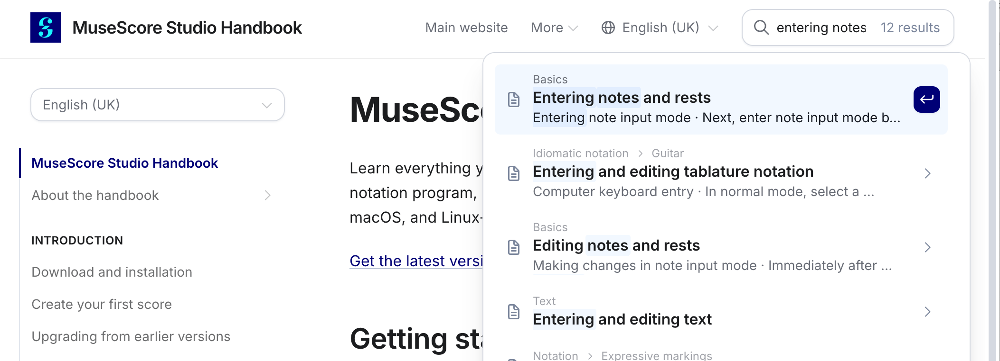 MuseScore Studio Handbook
Main website
More
English (UK)
entering notes
12 results
English (UK)
MuseScore Studio Handbook
About the handbook
INTRODUCTION
Download and installation
Create your first score
Upgrading from earlier versions
MuseSc
Learn everything y
notation program,
macOS, and Linux-
Get the latest versi
Getting sta
Basics
Entering notes and rests
Entering note input mode · Next, enter note input mode b...
Idiomatic notation > Guitar
Entering and editing tablature notation
Computer keyboard entry · In normal mode, select a ...
Basics
Editing notes and rests
Making changes in note input mode · Immediately after ...
Text
Entering and editing text
Notation > Expressive markings